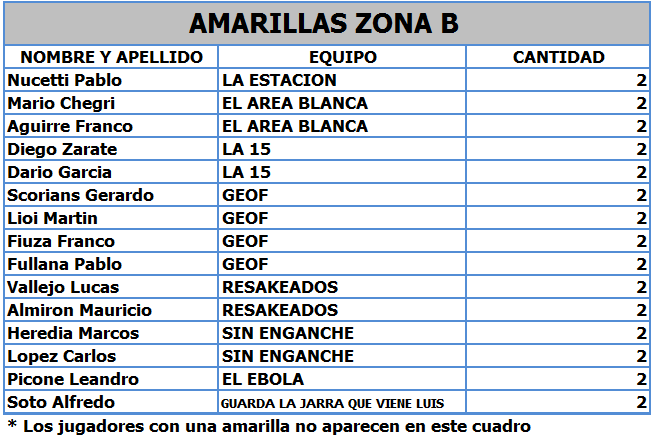 AMARILLAS ZONA B
NOMBRE Y APELLIDO EQUIPO CANTIDAD
Nucetti Pablo LA ESTACION 2
Mario Chegri EL AREA BLANCA 2
Aguirre Franco EL AREA BLANCA 2
Diego Zarate LA 15 2
Dario Garcia LA 15 2
Scorians Gerardo GEOF 2
Lioi Martin GEOF 2
Fiuza Franco GEOF 2
Fullana Pablo GEOF 2
Vallejo Lucas RESAKEADOS 2
Almiron Mauricio RESAKEADOS 2
Heredia Marcos SIN ENGANCHE 2
Lopez Carlos SIN ENGANCHE 2
Picone Leandro EL EBOLA 2
Soto Alfredo GUARDA LA JARRA QUE VIENE LUIS 2
* Los jugadores con una amarilla no aparecen en este cuadro